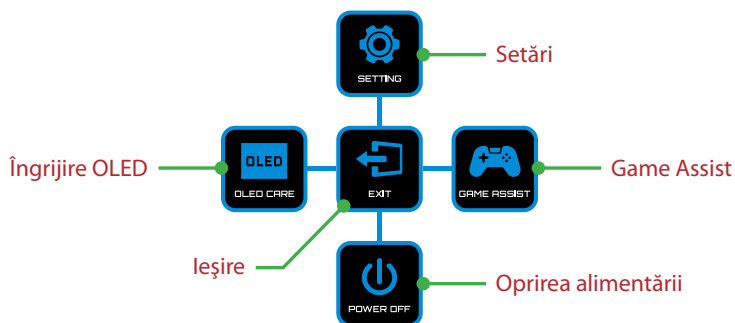 SETTING
Setări
Îngrijire OLED
OLED
OLED CARE
EXIT
GAME ASSIST
Game Assist
Ieşire
POWER OFF
Oprirea alimentării